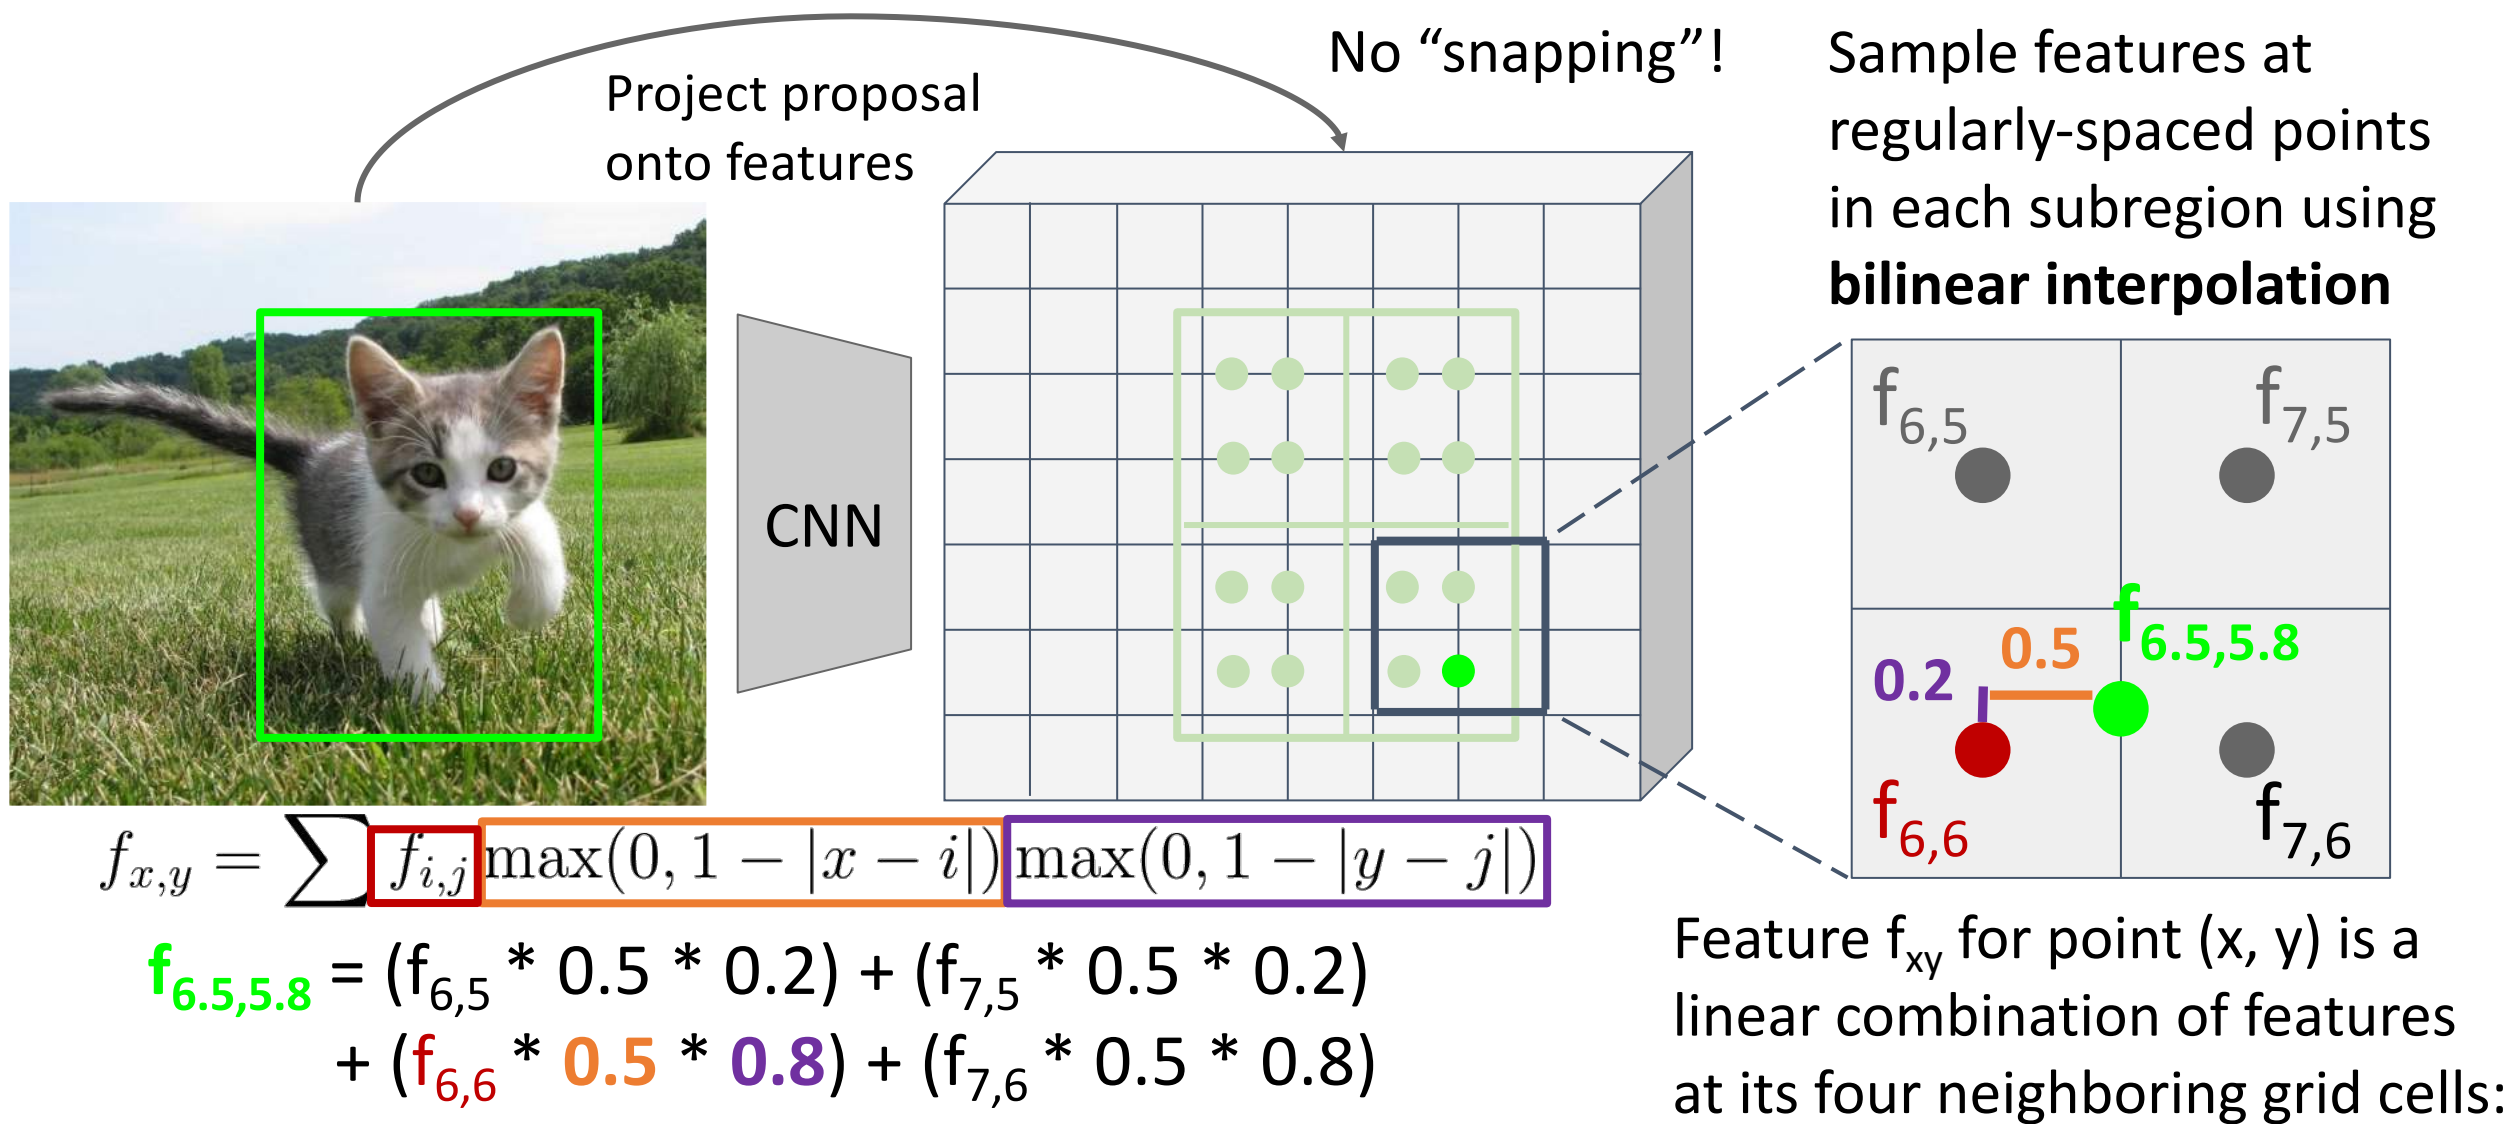 No “snapping”!
Project proposal
onto features
Sample features at
regularly-spaced points
in each subregion using
bilinear interpolation
CNN
f6,5
f7,5
f6.5,5.8
0.5
0.2
f6,6
f7,6
fx,y = ∑ fi,j max(0, 1 − |x − i|) max(0, 1 − |y − j|)
f6.5,5.8 = (f6,5 * 0.5 * 0.2) + (f7,5 * 0.5 * 0.2)
+ (f6,6 * 0.5 * 0.8) + (f7,6 * 0.5 * 0.8)
Feature fxy for point (x, y) is a
linear combination of features
at its four neighboring grid cells: